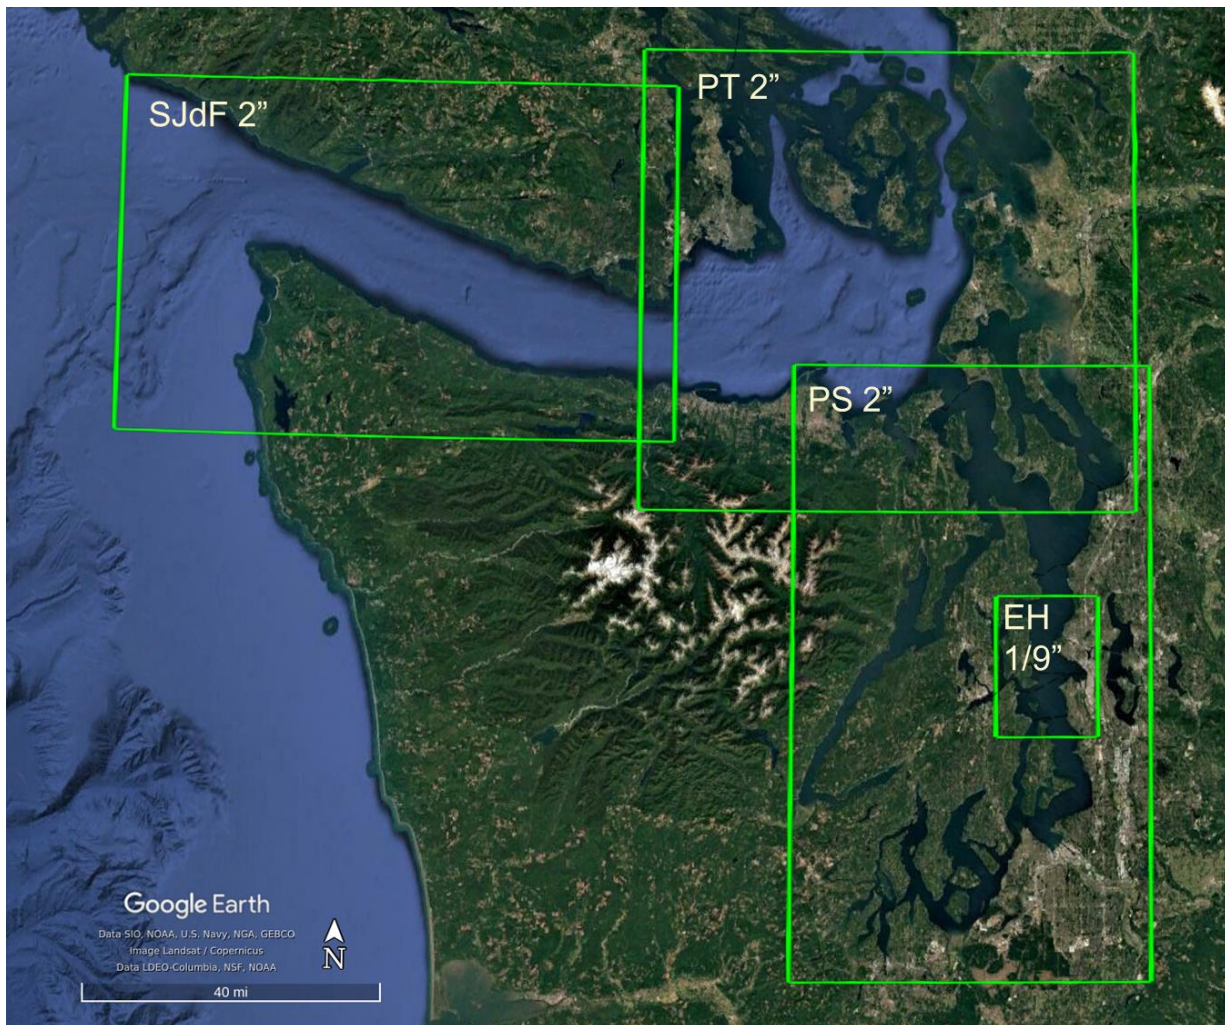 SJdF 2”
PT 2”
PS 2”
EH
1/9”
Google Earth
Data SIO, NOAA, U.S. Navy, NGA, GEBCO
Image Landsat / Copernicus
Data LDEO-Columbia, NSF, NOAA
N
40 mi